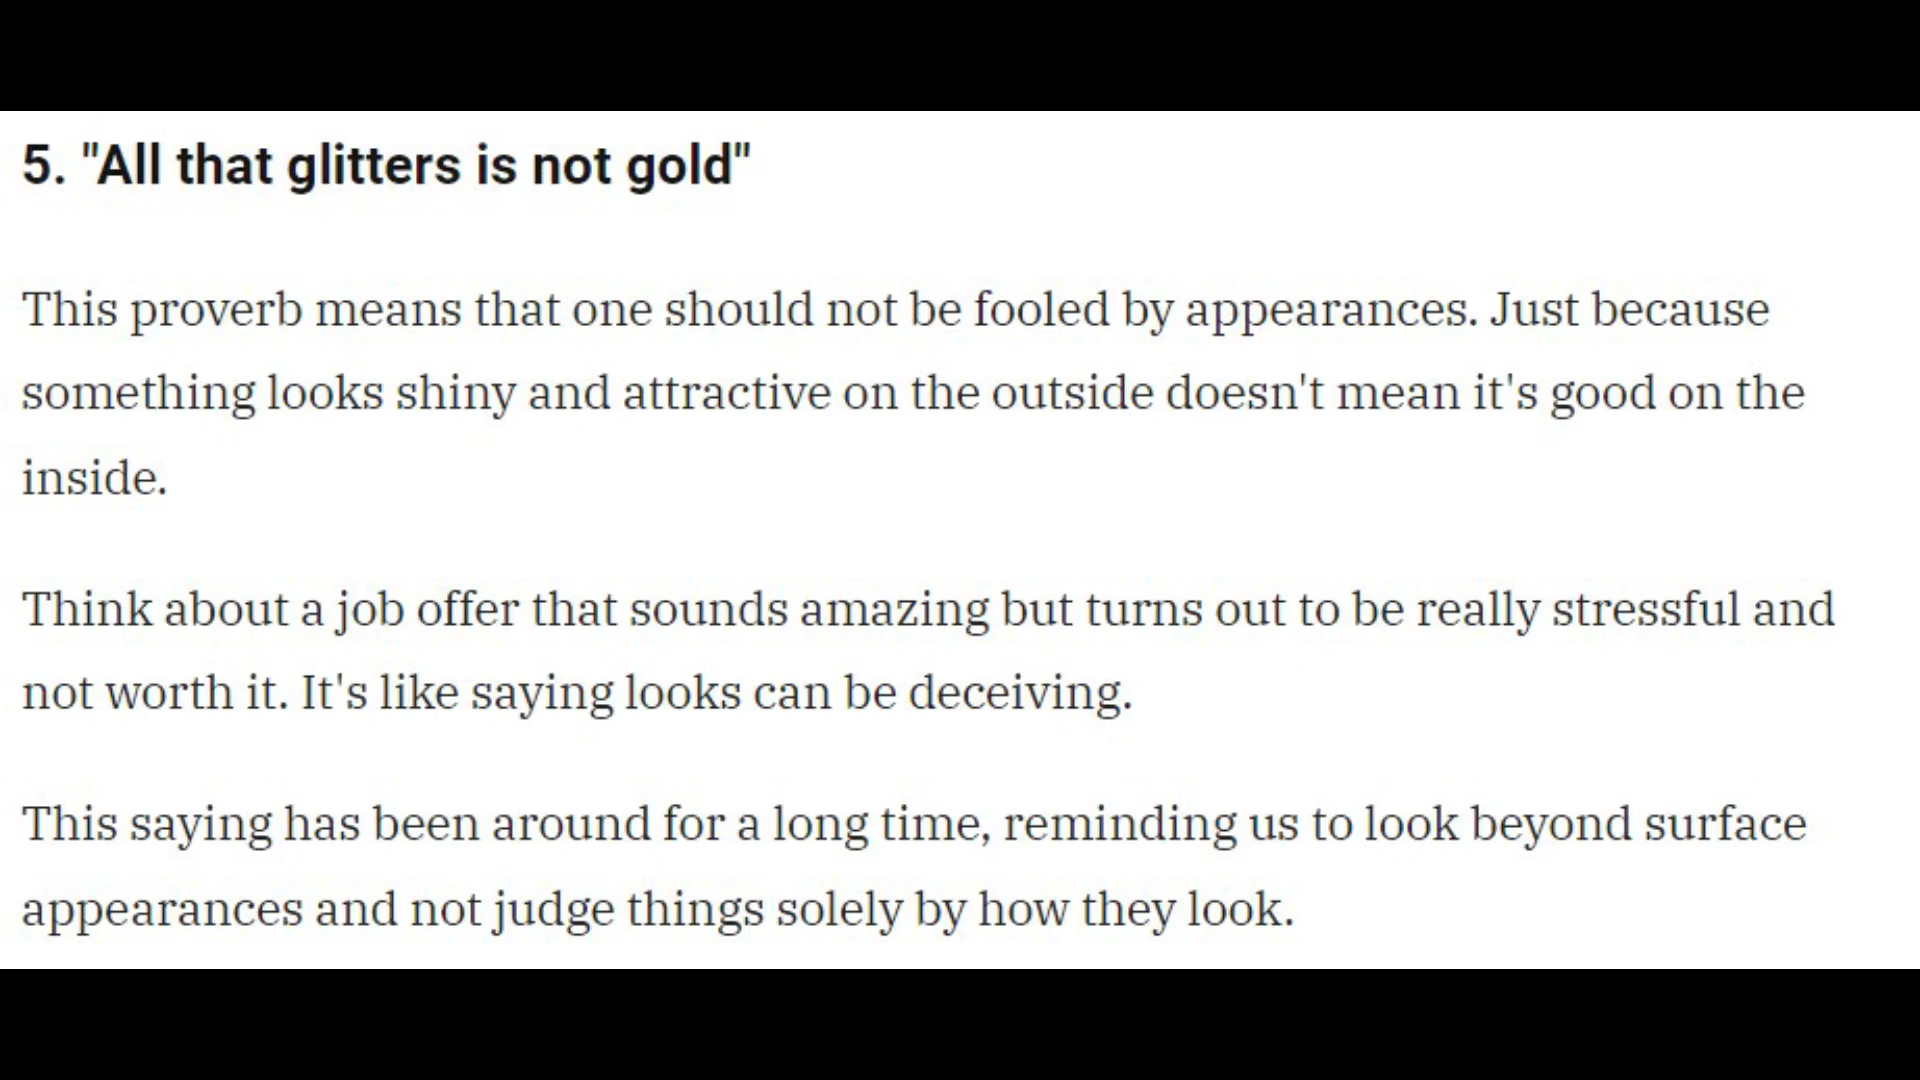 5. "All that glitters is not gold"
This proverb means that one should not be fooled by appearances. Just because
something looks shiny and attractive on the outside doesn't mean it's good on the
inside.
Think about a job offer that sounds amazing but turns out to be really stressful and
not worth it. It's like saying looks can be deceiving.
This saying has been around for a long time, reminding us to look beyond surface
appearances and not judge things solely by how they look.